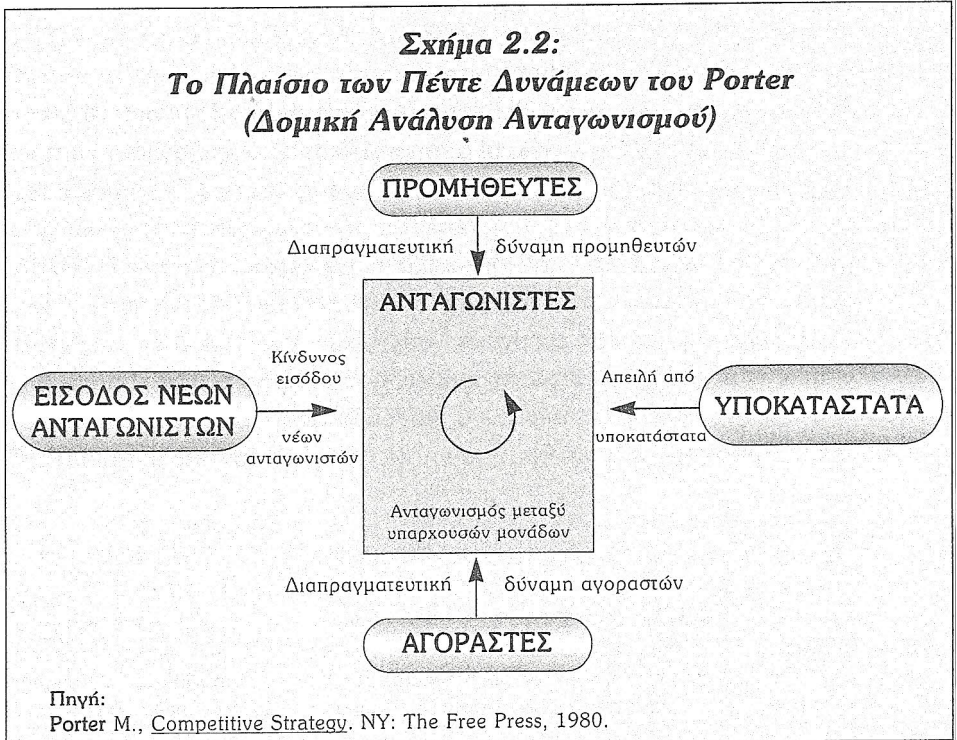 Σχήμα 2.2:
Το Πλαίσιο των Πέντε Δυνάμεων του Porter
(Δομική Ανάλυση Ανταγωνισμού)
ΠΡΟΜΗΘΕΥΤΕΣ
Διαπραγματευτική δύναμη προμηθευτών
ΑΝΤΑΓΩΝΙΣΤΕΣ
Κίνδυνος
εισόδου
ΕΙΣΟΔΟΣ ΝΕΩΝ
ΑΝΤΑΓΩΝΙΣΤΩΝ
νέων
ανταγωνιστών
Απειλή από
υποκατάστατα
ΥΠΟΚΑΤΑΣΤΑΤΑ
Ανταγωνισμός μεταξύ
υπαρχουσών μονάδων
Διαπραγματευτική δύναμη αγοραστών
ΑΓΟΡΑΣΤΕΣ
Πηγή:
Porter M., Competitive Strategy. NY: The Free Press, 1980.